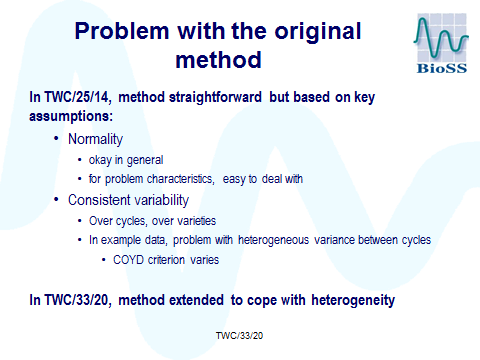 Problem with the original
method
BioSS
In TWC/25/14, method straightforward but based on key
assumptions:
• Normality
• okay in general
• for problem characteristics, easy to deal with
• Consistent variability
• Over cycles, over varieties
• In example data, problem with heterogeneous variance between cycles
• COYD criterion varies
In TWC/33/20, method extended to cope with heterogeneity
TWC/33/20